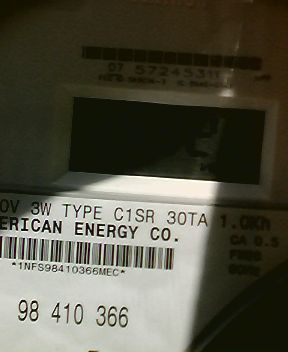 07 57245311
0V 3W TYPE C1SR 30TA 1.0Kh
ERICAN ENERGY CO.
CA 0.5
*1NFS98410366MEC*
98 410 366